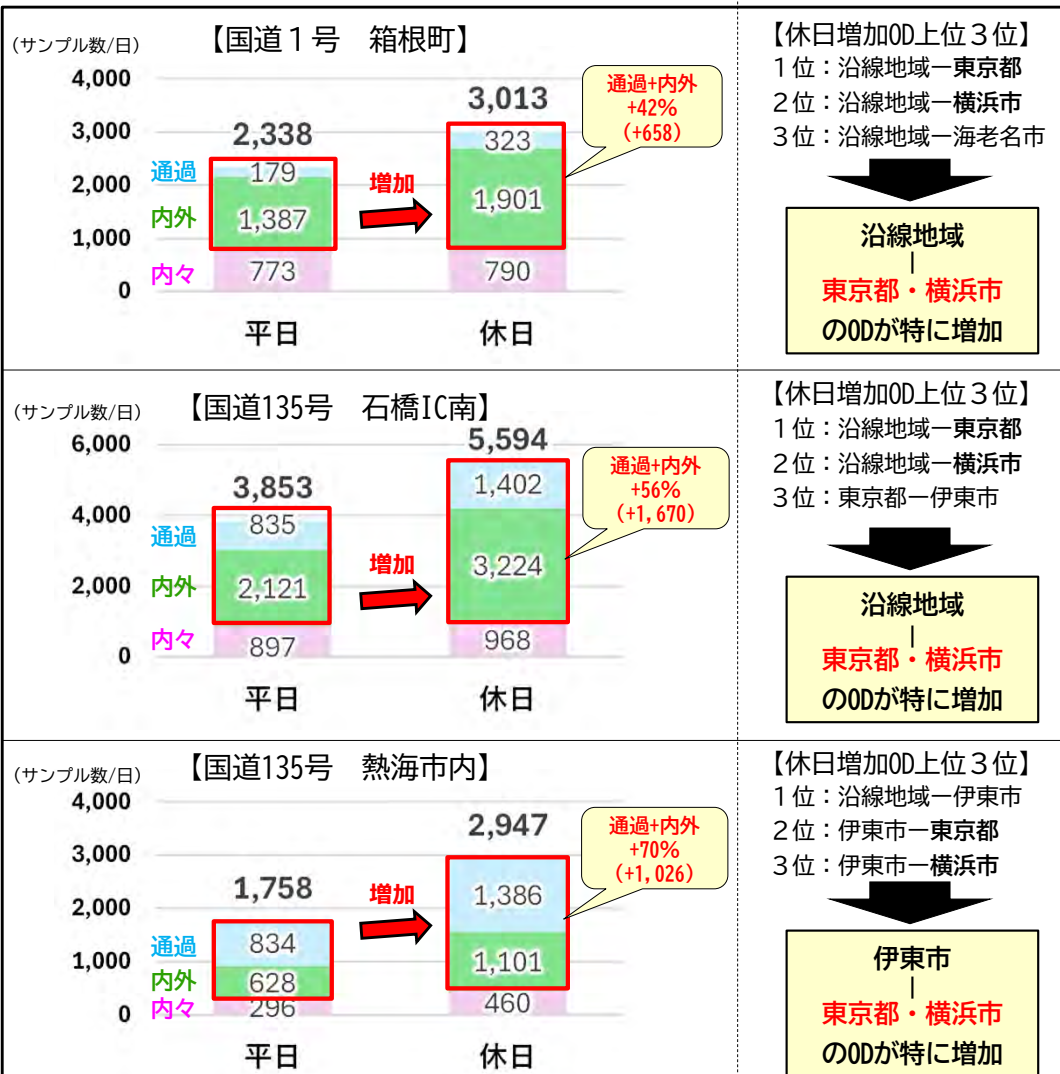 (サンプル数/日)
【国道１号　箱根町】
4,000
3,000
2,000
1,000
0
通過
内外
内々
2,338
179
1,387
773
増加
3,013
323
1,901
790
通過+内外
+42%
(+658)
平日
休日
【休日増加OD上位３位】
１位：沿線地域ー東京都
２位：沿線地域ー横浜市
３位：沿線地域ー海老名市
沿線地域
｜
東京都・横浜市
のODが特に増加
(サンプル数/日)
【国道135号　石橋IC南】
6,000
4,000
2,000
0
通過
内外
内々
3,853
835
2,121
897
増加
5,594
1,402
3,224
968
通過+内外
+56%
(+1,670)
平日
休日
【休日増加OD上位３位】
１位：沿線地域ー東京都
２位：沿線地域ー横浜市
３位：東京都ー伊東市
沿線地域
｜
東京都・横浜市
のODが特に増加
(サンプル数/日)
【国道135号　熱海市内】
4,000
3,000
2,000
1,000
0
通過
内外
内々
1,758
834
628
296
増加
2,947
1,386
1,101
460
通過+内外
+70%
(+1,026)
平日
休日
【休日増加OD上位３位】
１位：沿線地域ー伊東市
２位：伊東市ー東京都
３位：伊東市ー横浜市
伊東市
｜
東京都・横浜市
のODが特に増加